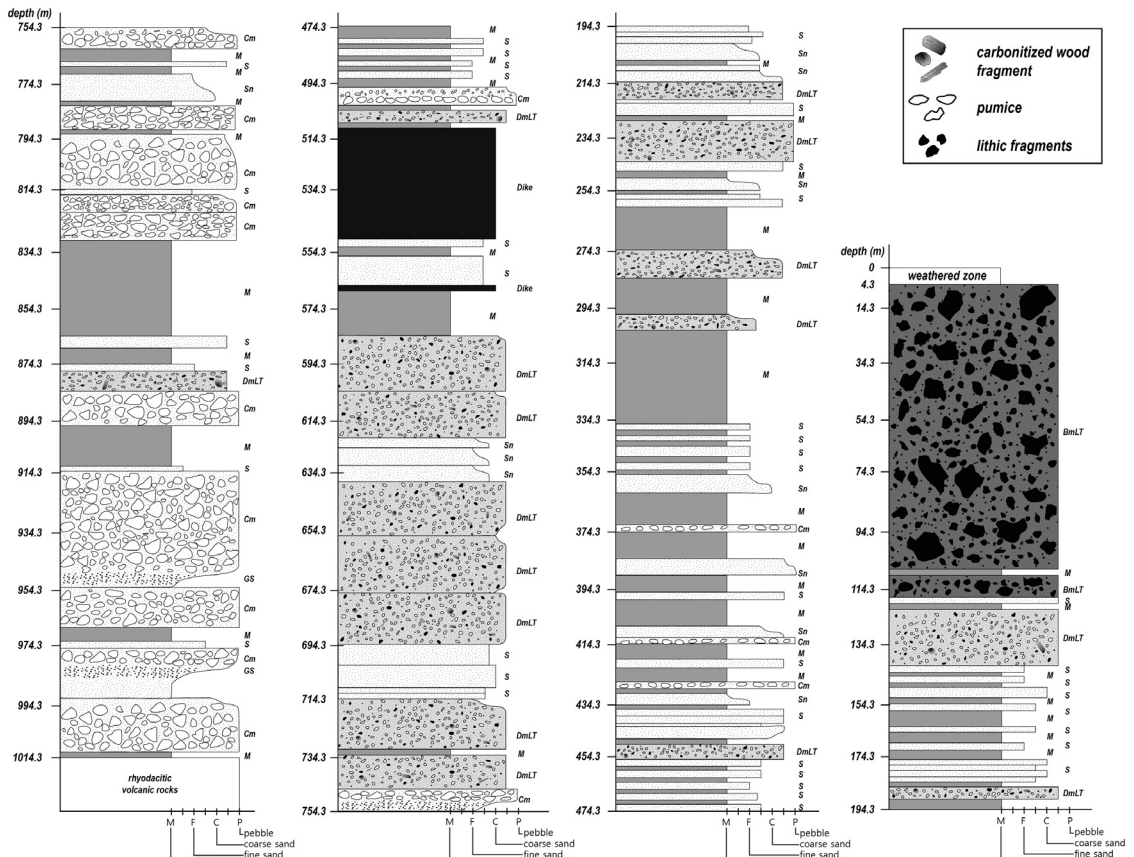 depth (m)
754.3
Cm
M
S
M
774.3
Sn
M
Cm
794.3
M
Cm
814.3
S
Cm
Cm
834.3
M
854.3
S
M
874.3
S
DmLT
Cm
894.3
M
S
914.3
Cm
934.3
GS
954.3
Cm
M
974.3
S
Cm
GS
994.3
Cm
1014.3
M
rhyodacitic
volcanic rocks
M F C P
pebble
coarse sand
fine sand
474.3
M
S
S
M
S
S
494.3
M
Cm
DmLT
514.3
534.3
Dike
S
554.3
M
S
Dike
574.3
M
594.3
DmLT
614.3
DmLT
Sn
Sn
634.3
Sn
DmLT
654.3
DmLT
674.3
DmLT
694.3
S
S
714.3
DmLT
734.3
M
DmLT
Cm
754.3
M F C P
pebble
coarse sand
fine sand
194.3
S
Sn
M
Sn
214.3
DmLT
S
M
234.3
DmLT
S
M
Sn
254.3
S
M
274.3
DmLT
M
294.3
DmLT
314.3
M
334.3
S
S
S
354.3
S
Sn
M
374.3
Cm
M
Sn
394.3
M
S
M
Sn
414.3
Cm
M
S
M
Cm
434.3
Sn
S
454.3
DmLT
S
S
S
S
474.3
S
M F C P
pebble
coarse sand
fine sand
carbonitized wood
fragment
pumice
lithic fragments
depth (m)
0
weathered zone
4.3
14.3
34.3
54.3
BmLT
74.3
94.3
M
114.3
BmLT
S
M
134.3
DmLT
S
M
S
S
154.3
M
S
M
S
174.3
M
S
S
DmLT
194.3
M F C P
pebble
coarse sand
fine sand